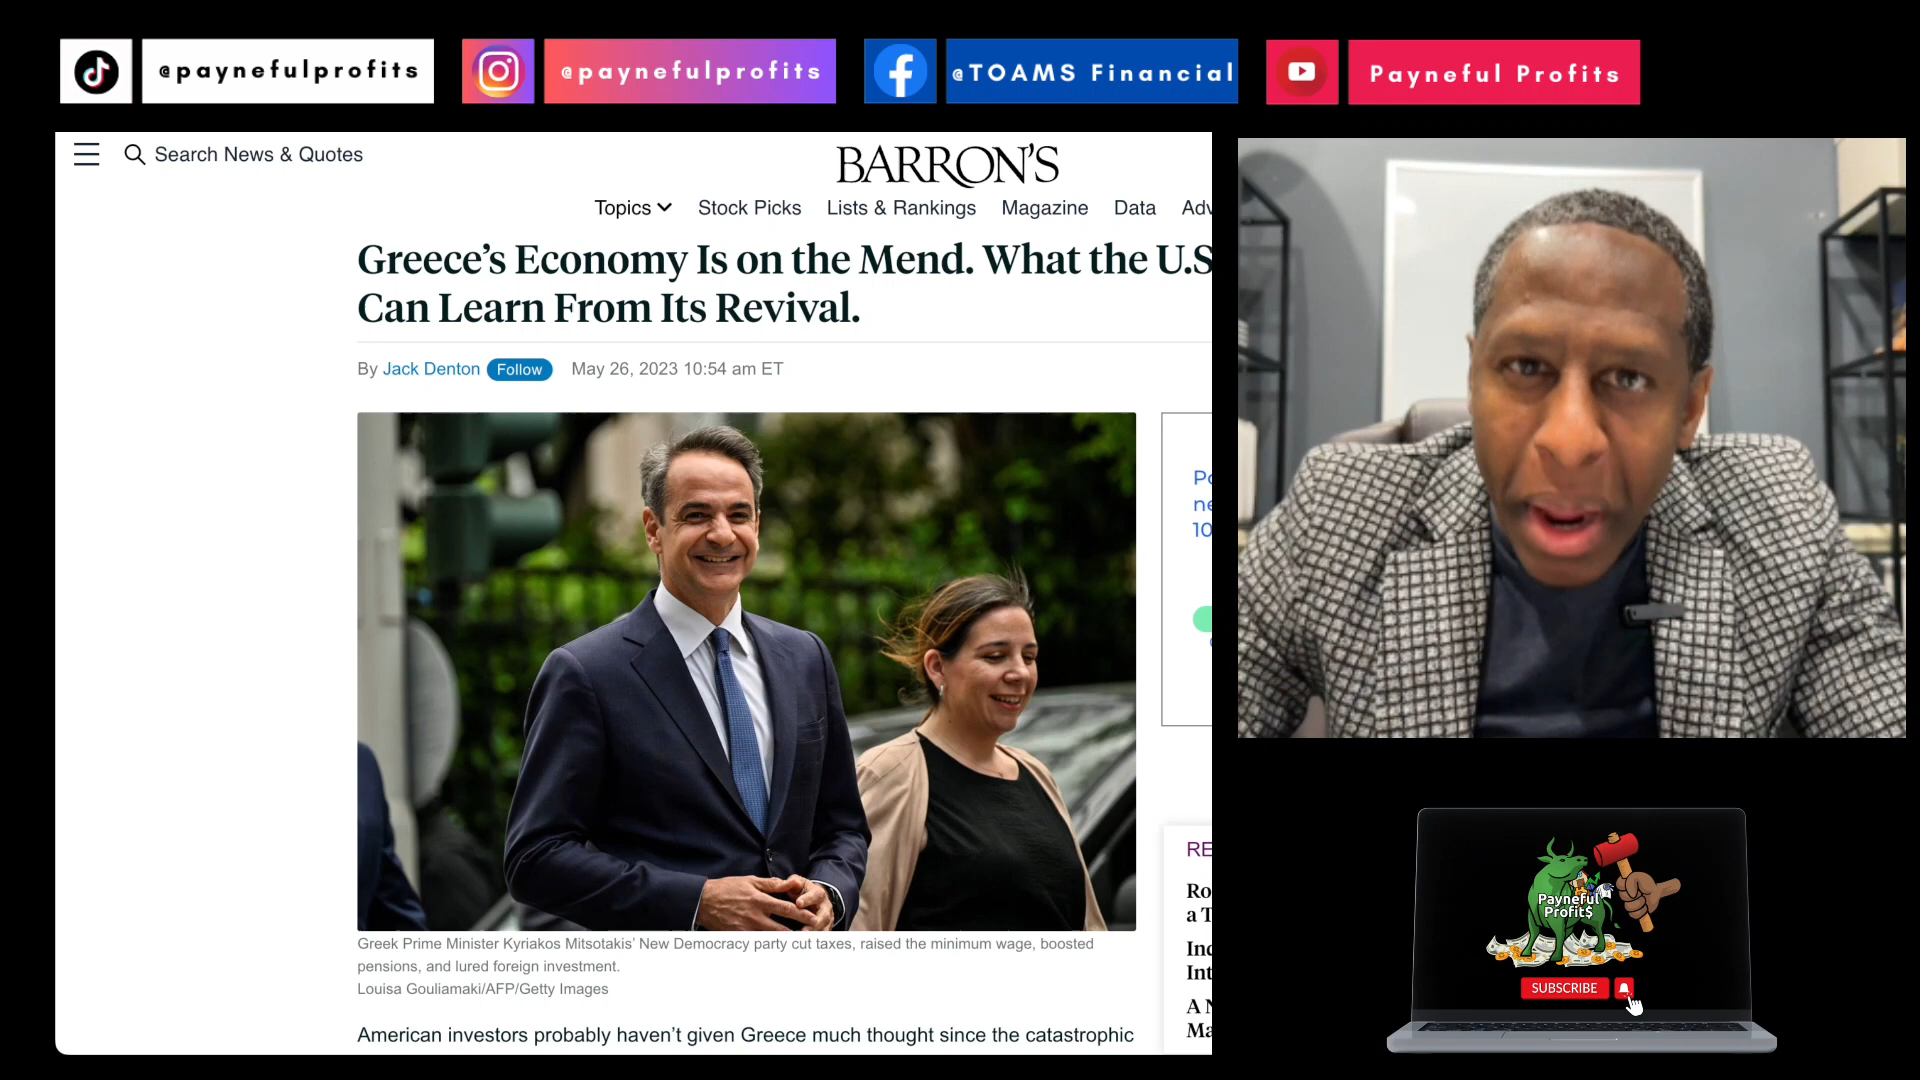 @paynefulprofits
@paynefulprofits
@TOAMS Financial
Payneful Profits
Search News & Quotes
BARRON'S
Topics
Stock Picks
Lists & Rankings
Magazine
Data
Greece's Economy Is on the Mend. What the U.S
Can Learn From Its Revival.
By Jack Denton Follow May 26, 2023 10:54 am ET
Greek Prime Minister Kyriakos Mitsotakis' New Democracy party cut taxes, raised the minimum wage, boosted
pensions, and lured foreign investment.
Louisa Gouliamaki/AFP/Getty Images
American investors probably haven't given Greece much thought since the catastrophic
10
Payneful
Profit$
SUBSCRIBE